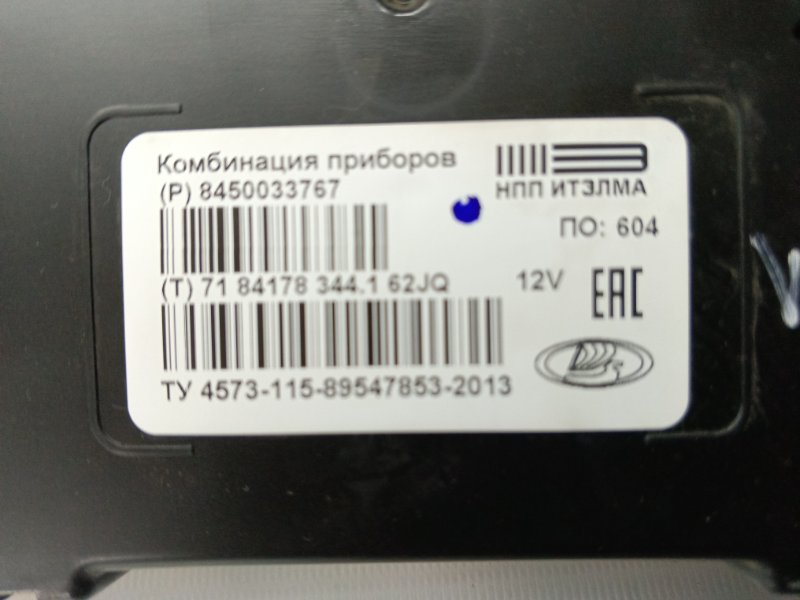 Комбинация приборов
(P) 8450033767
НПП ИТЭЛМА
ПО: 604
(T) 71 84178 344.1 62JQ
12V
EAC
ТУ 4573-115-89547853-2013